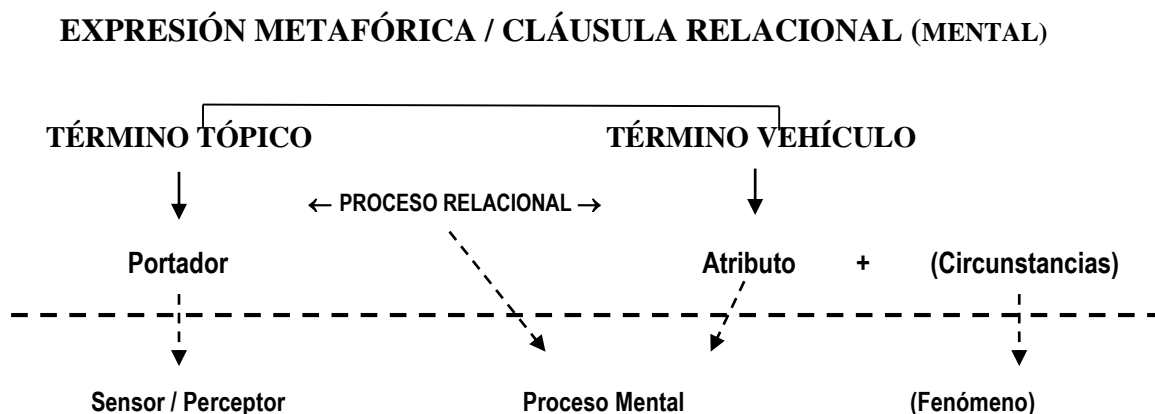 EXPRESIÓN METAFÓRICA / CLÁUSULA RELACIONAL (MENTAL)
TÉRMINO TÓPICO TÉRMINO VEHÍCULO
← PROCESO RELACIONAL →
Portador Atributo + (Circunstancias)
Sensor / Perceptor Proceso Mental (Fenómeno)